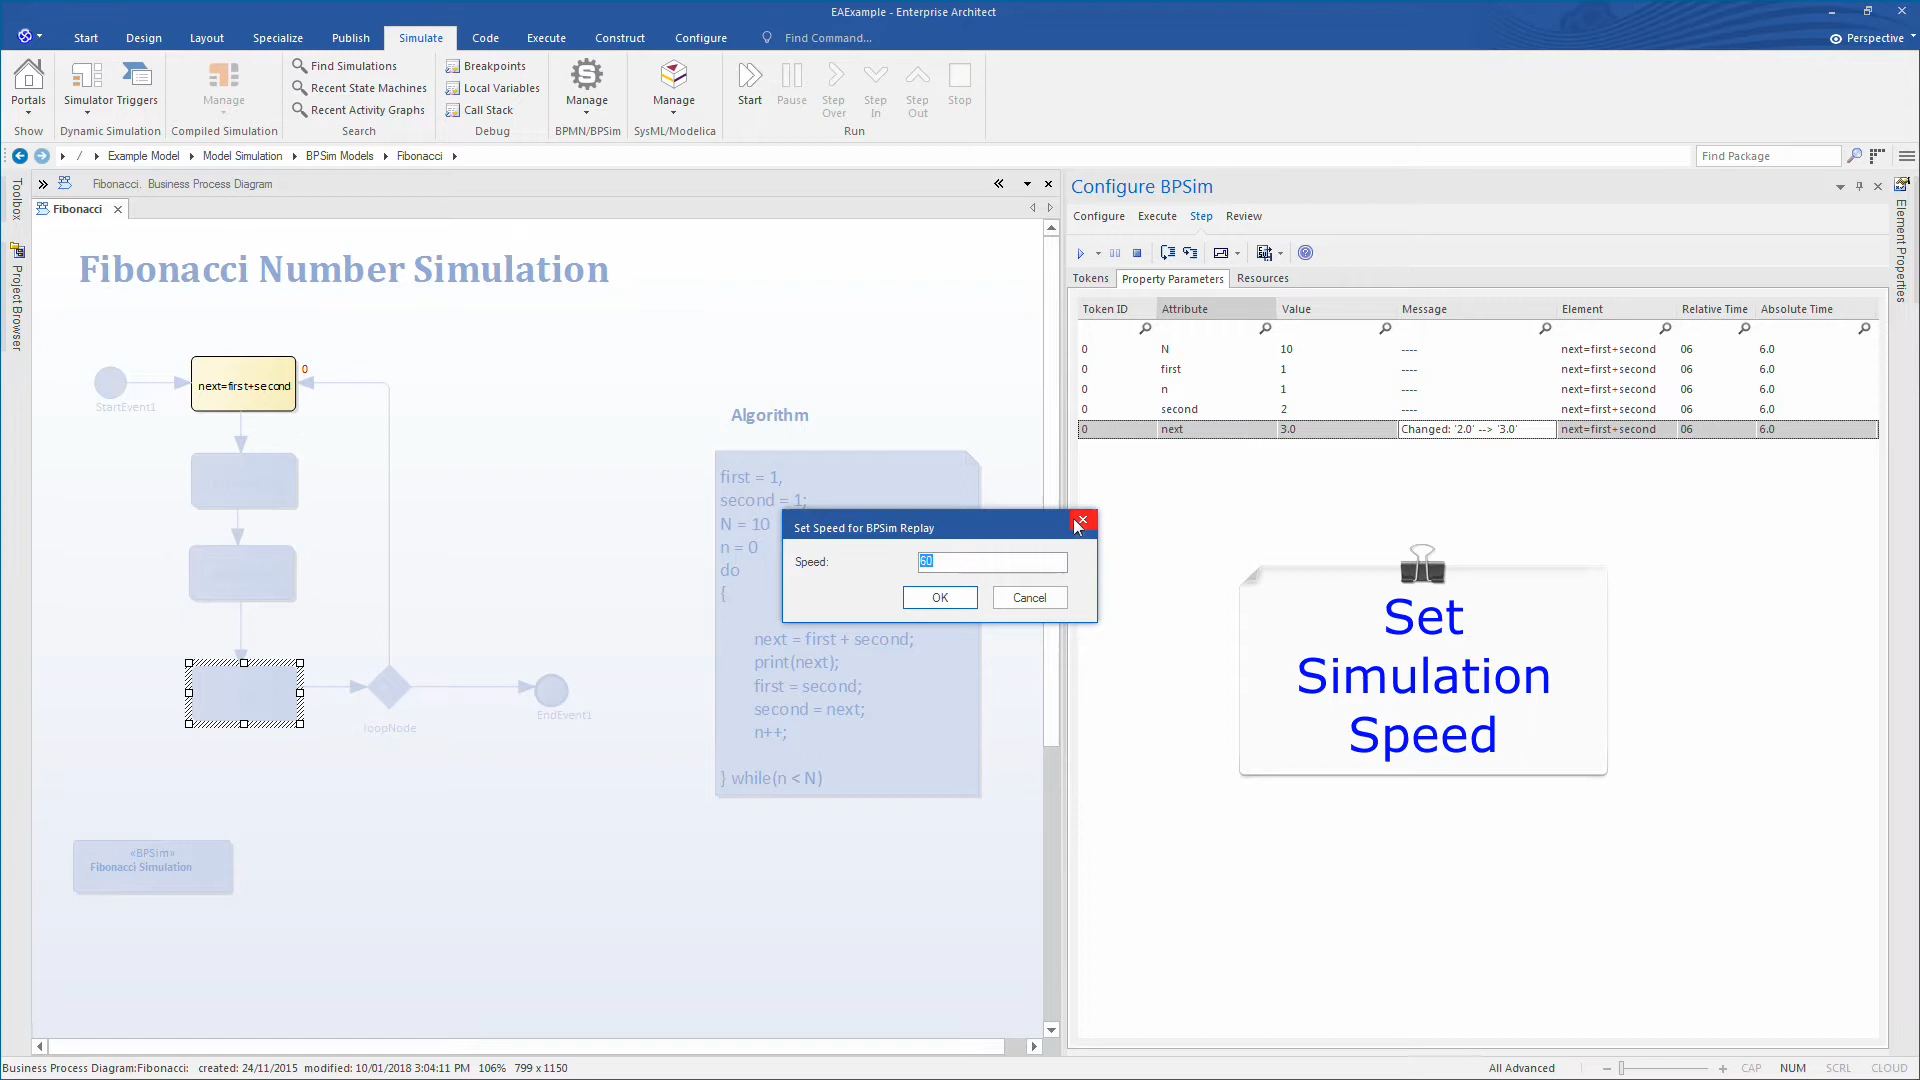 EAExample - Enterprise Architect
Start Design Layout Specialize Publish Simulate Code Execute Construct Configure Find Command... Perspective
Portals
Show
Simulator Triggers
Dynamic Simulation
Manage
Compiled Simulation
Find Simulations
Recent State Machines
Recent Activity Graphs
Search
Breakpoints
Local Variables
Call Stack
Debug
Manage
BPMN/BPSim
Manage
SysML/Modelica
Start Pause Step Over Step In Step Out Stop
Run
/ Example Model Model Simulation BPSim Models Fibonacci
Find Package
Toolbox
Project Browser
Fibonacci. Business Process Diagram
Fibonacci
Fibonacci Number Simulation
StartEvent1
next=first+second
0
loopNode
EndEvent1
«BPSim»
Fibonacci Simulation
Algorithm
first = 1,
second = 1;
N = 10
n = 0
do
{
next = first + second;
print(next);
first = second;
second = next;
n++;
} while(n < N)
Set Speed for BPSim Replay
Speed: 60
OK Cancel
Configure BPSim
Configure Execute Step Review
Tokens Property Parameters Resources
Token ID Attribute Value Message Element Relative Time Absolute Time
0 N 10 ---- next=first+second 06 6.0
0 first 1 ---- next=first+second 06 6.0
0 n 1 ---- next=first+second 06 6.0
0 second 2 ---- next=first+second 06 6.0
0 next 3.0 Changed: '2.0' --> '3.0' next=first+second 06 6.0
Set
Simulation
Speed
Element Properties
Business Process Diagram:Fibonacci: created: 24/11/2015 modified: 10/01/2018 3:04:11 PM 106% 799 x 1150
All Advanced CAP NUM SCRL CLOUD